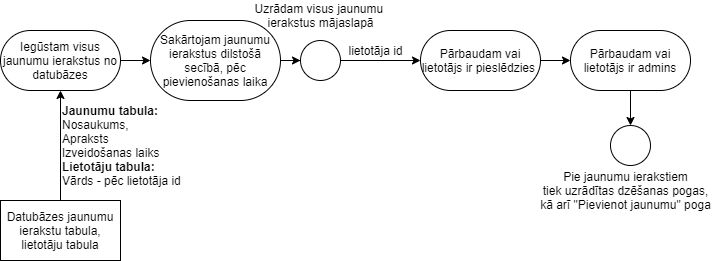 Uzrādam visus jaunumu
ierakstus mājaslapā
Iegūstam visus
jaunumu ierakstus no
datubāzes
Sakārtojam jaunumu
ierakstus dilstošā
secībā, pēc
pievienošanas laika
lietotāja id
Pārbaudam vai
lietotājs ir pieslēdzies
Pārbaudam vai
lietotājs ir admins
Jaunumu tabula:
Nosaukums,
Apraksts
Izveidošanas laiks
Lietotāju tabula:
Vārds - pēc lietotāja id
Pie jaunumu ierakstiem
tiek uzrādītas dzēšanas pogas,
kā arī "Pievienot jaunumu" poga
Datubāzes jaunumu
ierakstu tabula,
lietotāju tabula